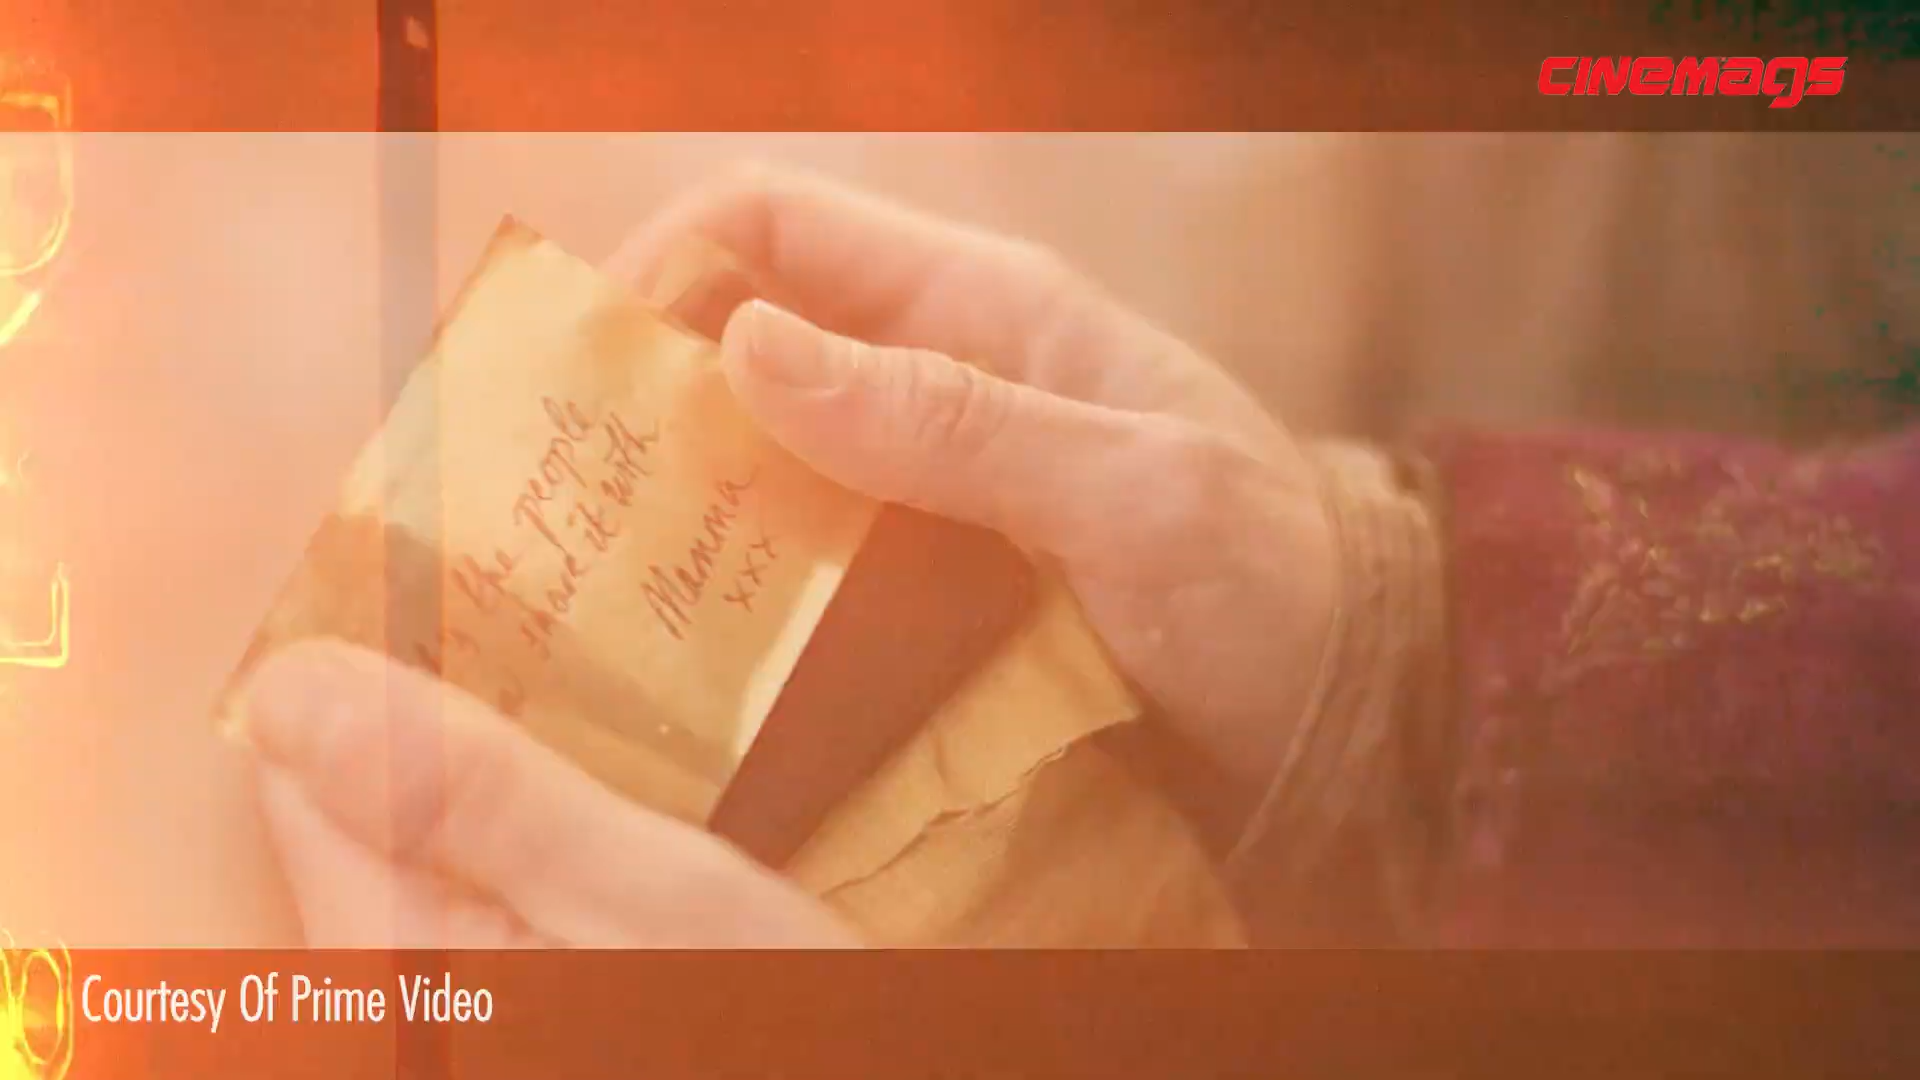 CINEMAGS
the people
share it with
Mamma
xxx
Courtesy Of Prime Video